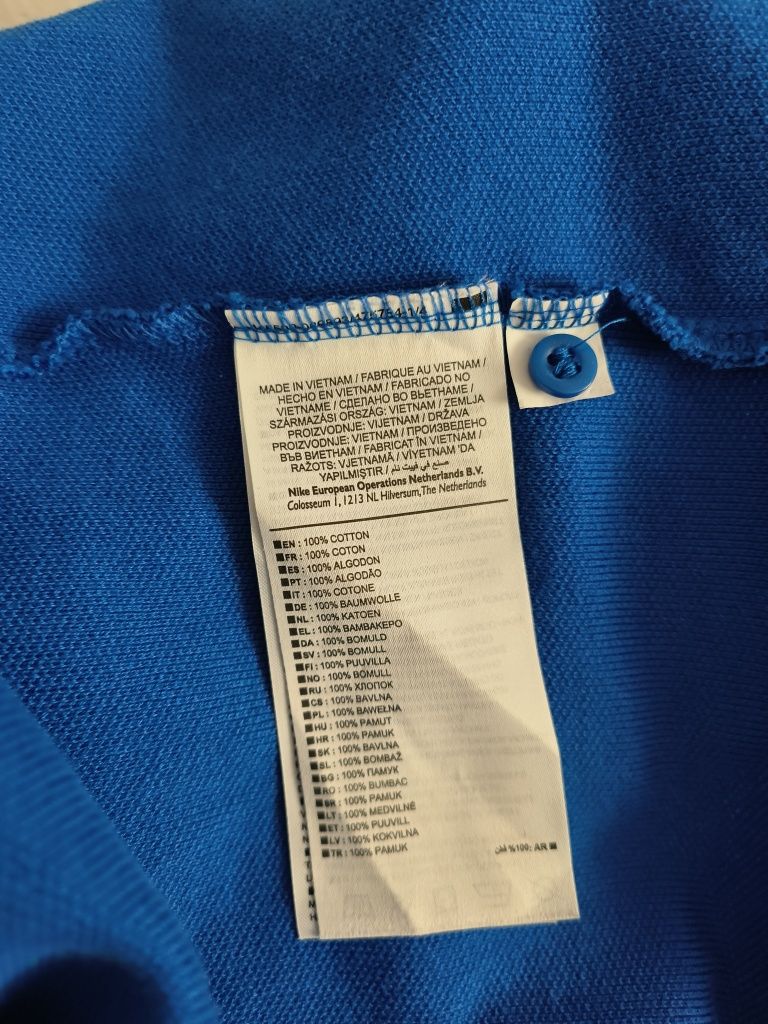 MADE IN VIETNAM / FABRIQUE AU VIETNAM /
HECHO EN VIETNAM / FABRICADO NO
VIETNAME / СДЕЛАНО ВО ВЬЕТНАМЕ /
SZÁRMAZÁSI ORSZÁG: VIETNAM / ZEMLJA
PROIZVODNJE: VIJETNAM / DRŽAVA
PROIZVODNJE: VIETNAM / ПРОИЗВЕДЕНО
ВЪВ ВИЕТНАМ / FABRICAT ÎN VIETNAM /
RAŽOTS: VJETNAMĀ / VİYETNAM 'DA
YAPILMIŞTIR / صنع في فييت نام
Nike European Operations Netherlands B.V.
Colosseum 1, 1213 NL Hilversum, The Netherlands
EN : 100% COTTON
FR : 100% COTON
ES : 100% ALGODON
PT : 100% ALGODÃO
IT : 100% COTONE
DE : 100% BAUMWOLLE
NL : 100% KATOEN
EL : 100% ΒΑΜΒΑΚΕΡΟ
DA : 100% BOMULD
SV : 100% BOMULL
FI : 100% PUUVILLA
NO : 100% BOMULL
RU : 100% ХЛОПОК
CS : 100% BAVLNA
PL : 100% BAWEŁNA
HU : 100% PAMUT
HR : 100% PAMUK
SK : 100% BAVLNA
SL : 100% BOMBAŽ
BG : 100% ПАМУК
RO : 100% BUMBAC
SR : 100% PAMUK
LT : 100% MEDVILNĖ
ET : 100% PUUVILL
LV : 100% KOKVILNA
TR : 100% PAMUK
قطن %100: AR